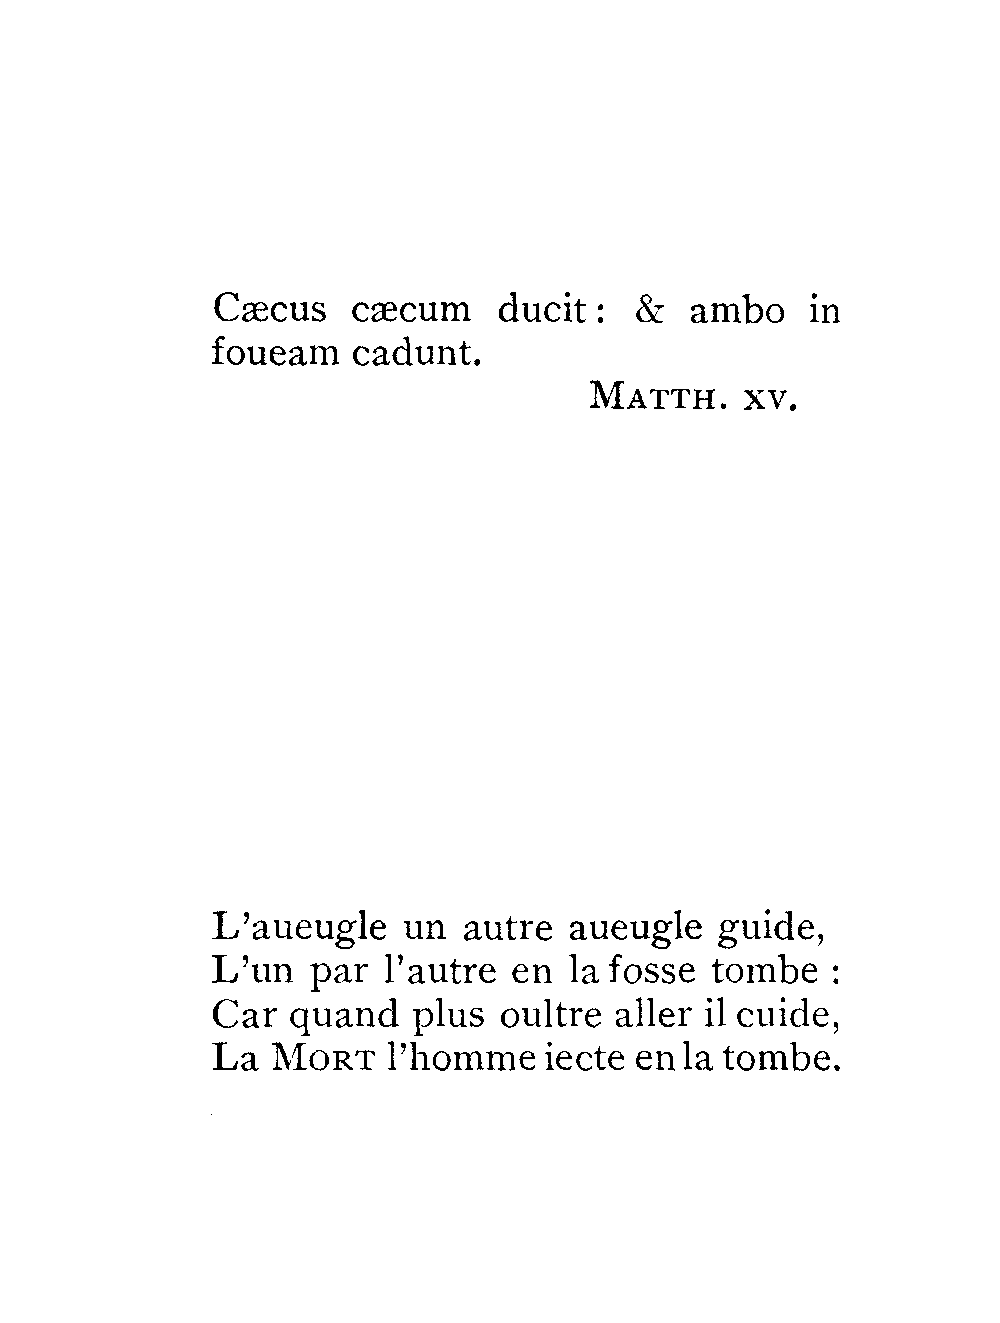 Cæcus cæcum ducit: & ambo in
foueam cadunt.
MATTH. XV.
L'aueugle un autre aueugle guide,
L'un par l'autre en la fosse tombe :
Car quand plus oultre aller il cuide,
La MORT l'homme iecte en la tombe.